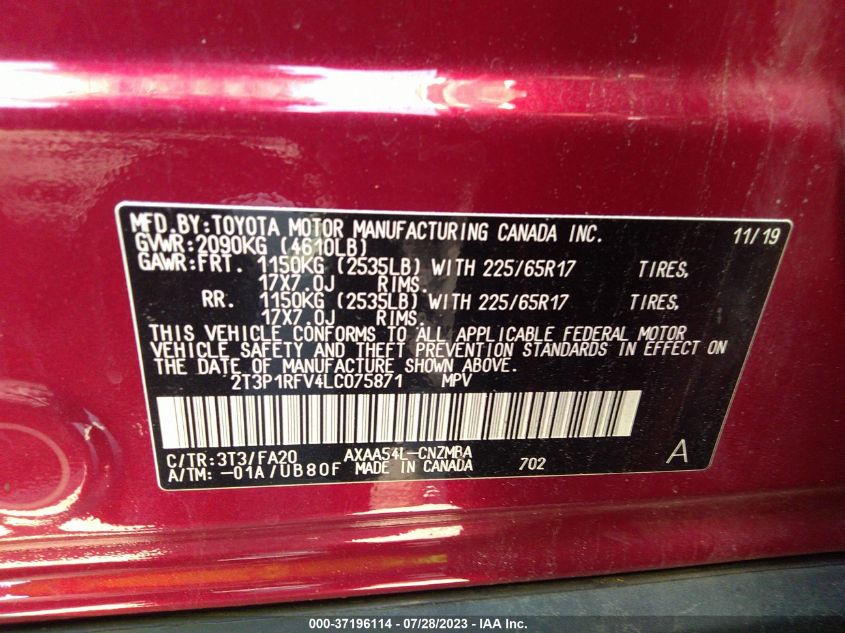 MFD.BY:TOYOTA MOTOR MANUFACTURING CANADA INC. 11/19
GVWR:2090KG (4610LB)
GAWR:FRT. 1150KG (2535LB) WITH 225/65R17 TIRES,
17X7.0J RIMS.
RR. 1150KG (2535LB) WITH 225/65R17 TIRES,
17X7.0J RIMS.
THIS VEHICLE CONFORMS TO ALL APPLICABLE FEDERAL MOTOR
VEHICLE SAFETY AND THEFT PREVENTION STANDARDS IN EFFECT ON
THE DATE OF MANUFACTURE SHOWN ABOVE.
2T3P1RFV4LC075871 MPV
C/TR:3T3/FA20 AXAA54L-CNZMBA A
A/TM: -01A/UB80F MADE IN CANADA 702
000-37196114 - 07/28/2023 - IAA Inc.